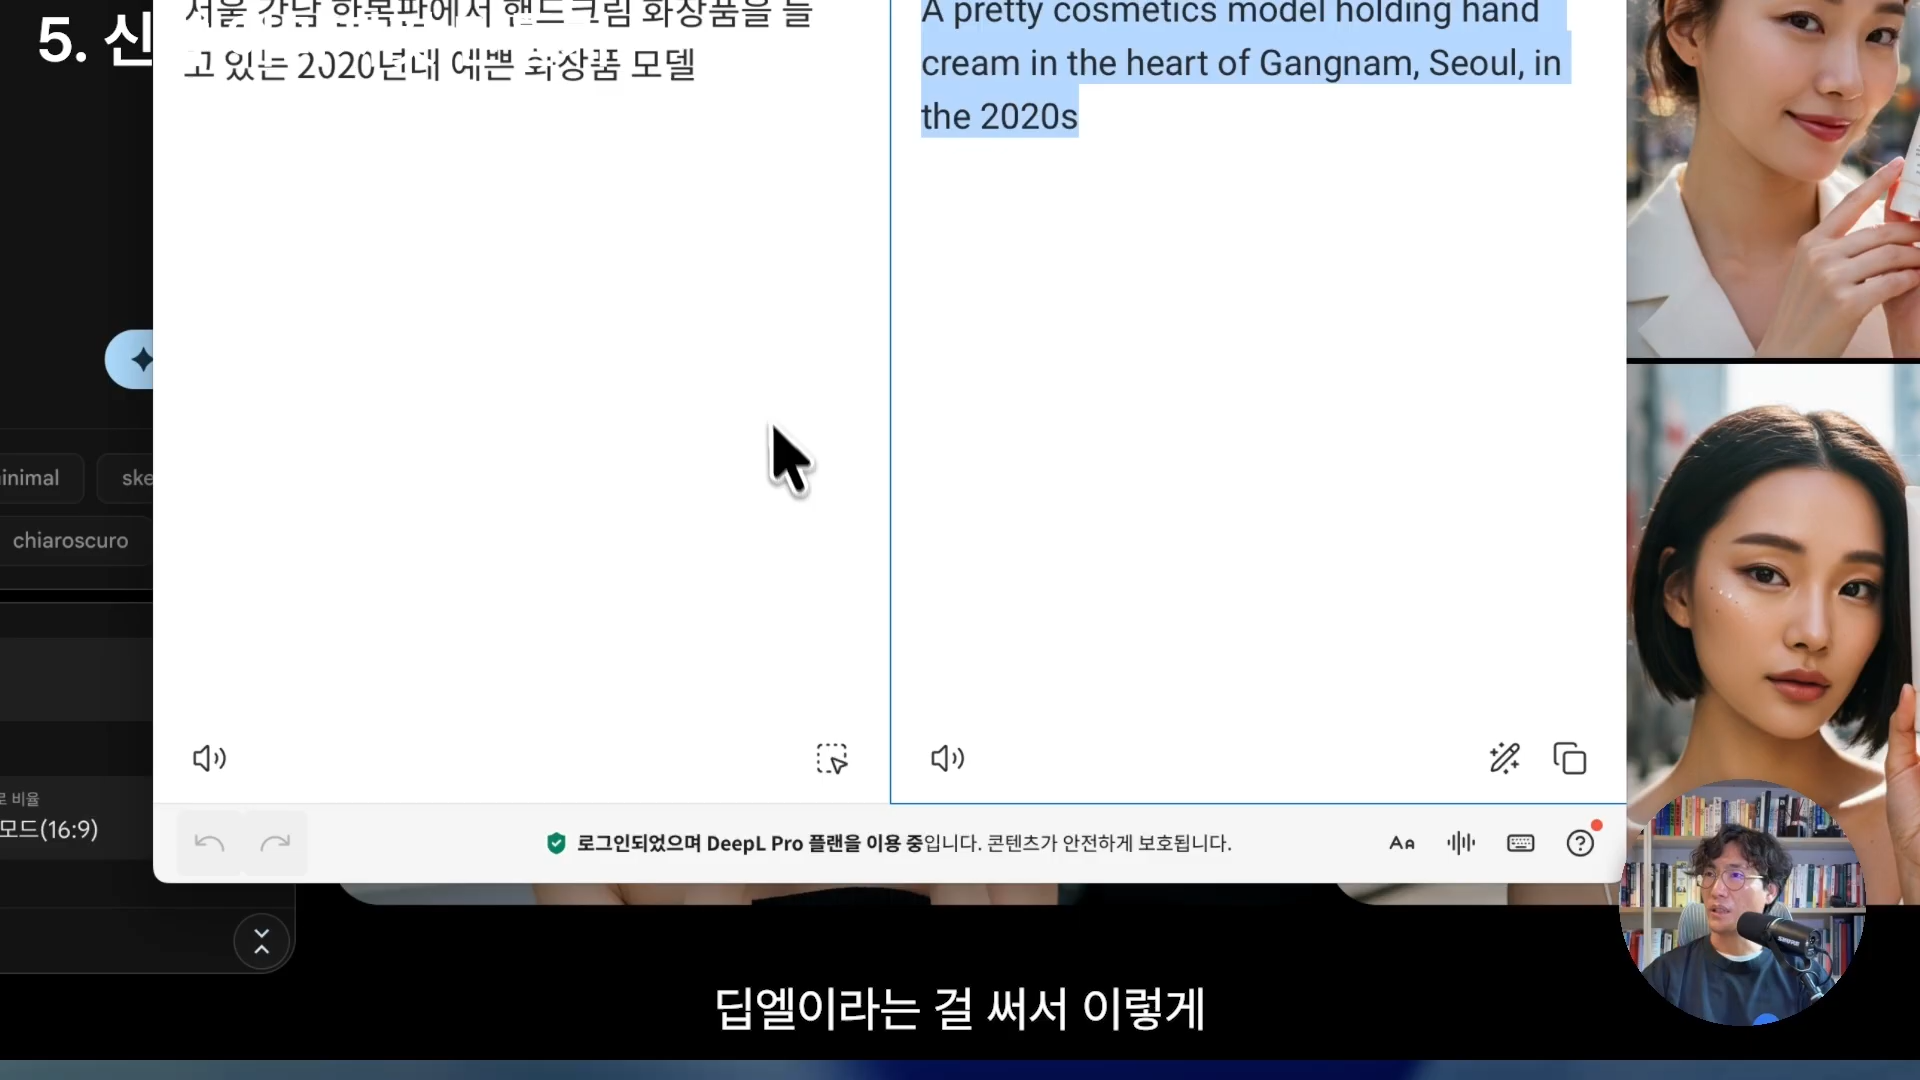 5. 신
서울 강남 한복판에서 핸드크림 화장품을 들
고 있는 2020년대 예쁜 화장품 모델
A pretty cosmetics model holding hand
cream in the heart of Gangnam, Seoul, in
the 2020s
inimal
ske
chiaroscuro
로 비율
모드(16:9)
로그인되었으며 DeepL Pro 플랜을 이용 중입니다. 콘텐츠가 안전하게 보호됩니다.
AA
딥엘이라는 걸 써서 이렇게